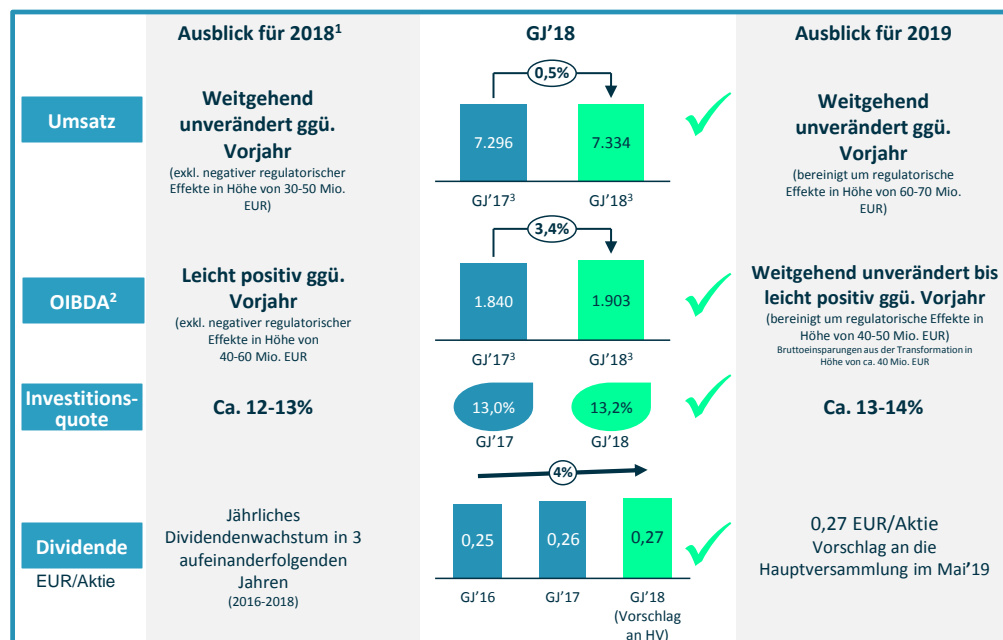 Ausblick für 2018¹
GJ’18
Ausblick für 2019
Umsatz
Weitgehend
unverändert ggü.
Vorjahr
(exkl. negativer regulatorischer
Effekte in Höhe von 30-50 Mio.
EUR)
0,5%
7.296
7.334
GJ’17³
GJ’18³
Weitgehend
unverändert ggü.
Vorjahr
(bereinigt um regulatorische
Effekte in Höhe von 60-70 Mio.
EUR)
OIBDA²
Leicht positiv ggü.
Vorjahr
(exkl. negativer regulatorischer
Effekte in Höhe von
40-60 Mio. EUR
3,4%
1.840
1.903
GJ’17³
GJ’18³
Weitgehend unverändert bis
leicht positiv ggü. Vorjahr
(bereinigt um regulatorische Effekte in
Höhe von 40-50 Mio. EUR)
Bruttoeinsparungen aus der Transformation in
Höhe von ca. 40 Mio. EUR
Investitions-
quote
Ca. 12-13%
13,0%
13,2%
GJ’17
GJ’18
Ca. 13-14%
Dividende
EUR/Aktie
Jährliches
Dividendenwachstum in 3
aufeinanderfolgenden
Jahren
(2016-2018)
4%
0,25
0,26
0,27
GJ’16
GJ’17
GJ’18
(Vorschlag
an HV)
0,27 EUR/Aktie
Vorschlag an die
Hauptversammlung im Mai'19